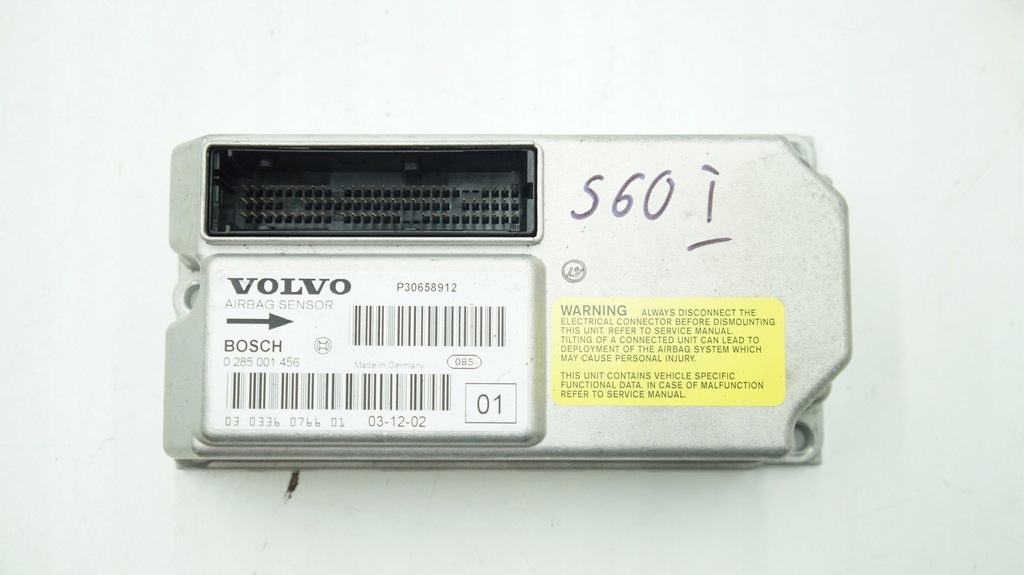 S60 I
VOLVO P30658912
AIRBAG SENSOR
BOSCH
0 285 001 456
Made in Germany 085
03 0336 0766 01 03-12-02
01
WARNING ALWAYS DISCONNECT THE
ELECTRICAL CONNECTOR BEFORE DISMOUNTING
THIS UNIT. REFER TO SERVICE MANUAL.
TILTING OF A CONNECTED UNIT CAN LEAD TO
DEPLOYMENT OF THE AIRBAG SYSTEM WHICH
MAY CAUSE PERSONAL INJURY.
THIS UNIT CONTAINS VEHICLE SPECIFIC
FUNCTIONAL DATA. IN CASE OF MALFUNCTION
REFER TO SERVICE MANUAL.